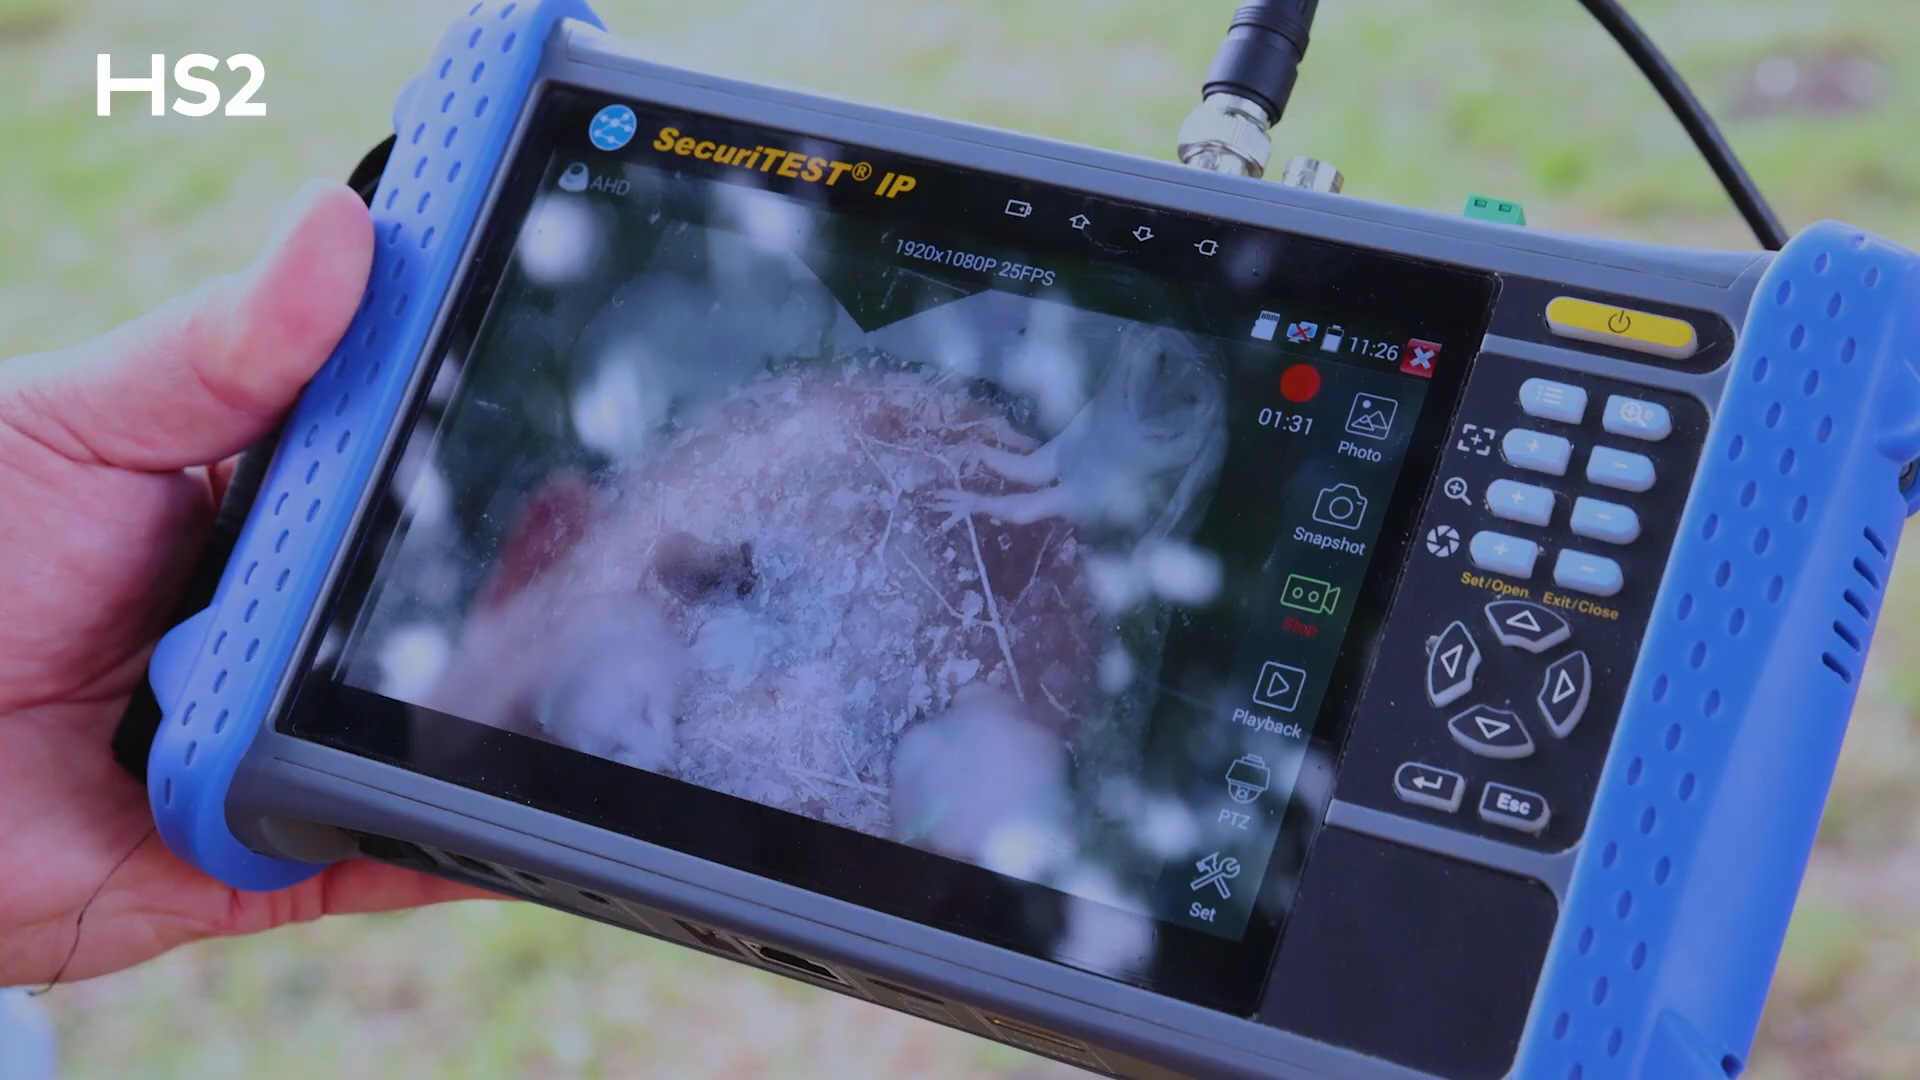 HS2
SecuriTEST® IP
AHD
1920x1080P 25FPS
11:26
01:31
Photo
Snapshot
Stop
Playback
PTZ
Set
Set/Open Exit/Close
Esc